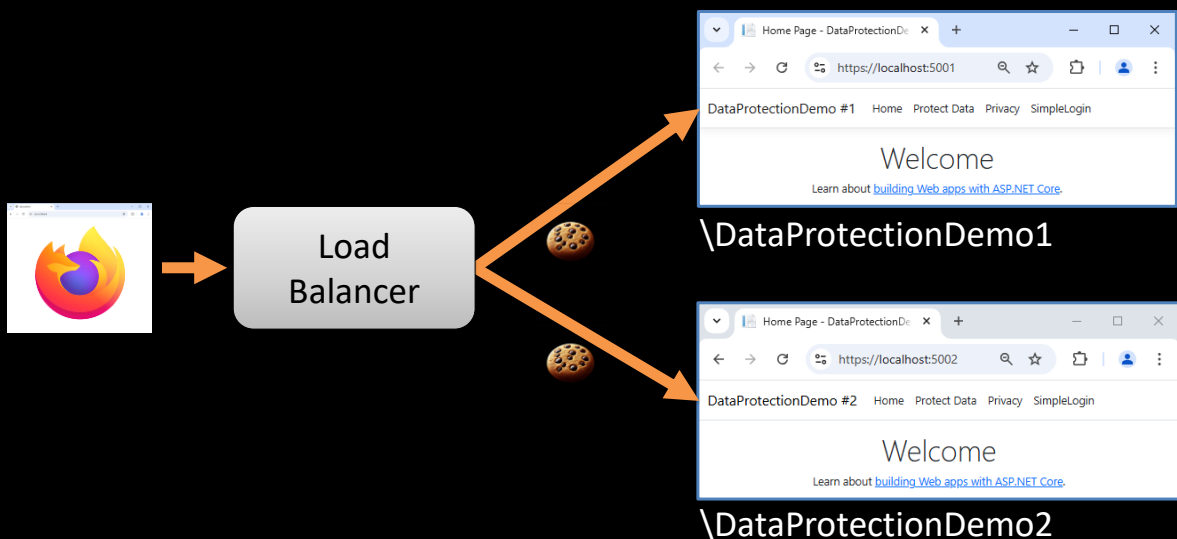 Home Page - DataProtectionDe
https://localhost:5001
DataProtectionDemo #1 Home Protect Data Privacy SimpleLogin
Welcome
Learn about building Web apps with ASP.NET Core.
\DataProtectionDemo1
Load
Balancer
Home Page - DataProtectionDe
https://localhost:5002
DataProtectionDemo #2 Home Protect Data Privacy SimpleLogin
Welcome
Learn about building Web apps with ASP.NET Core.
\DataProtectionDemo2